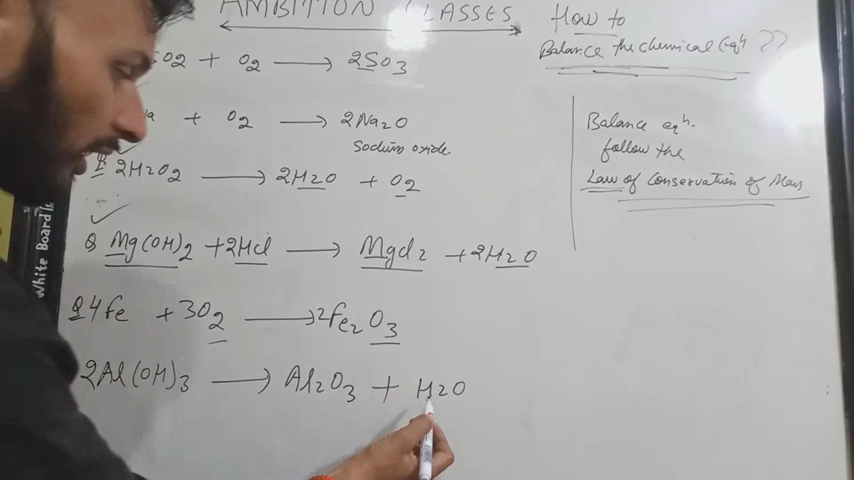 AMBITION CLASSES
How to
Balance the chemical Eqn ??
SO2 + O2 → 2SO3
+ O2 → 2Na2O
Sodium oxide
Balance eqn.
follow the
Law of Conservation of Mass
Q 2H2O2 → 2H2O + O2
Q Mg(OH)2 + 2Hcl → Mgcl2 + 2H2O
Q 4Fe + 3O2 → 2Fe2O3
2Al(OH)3 → Al2O3 + H2O
White Board